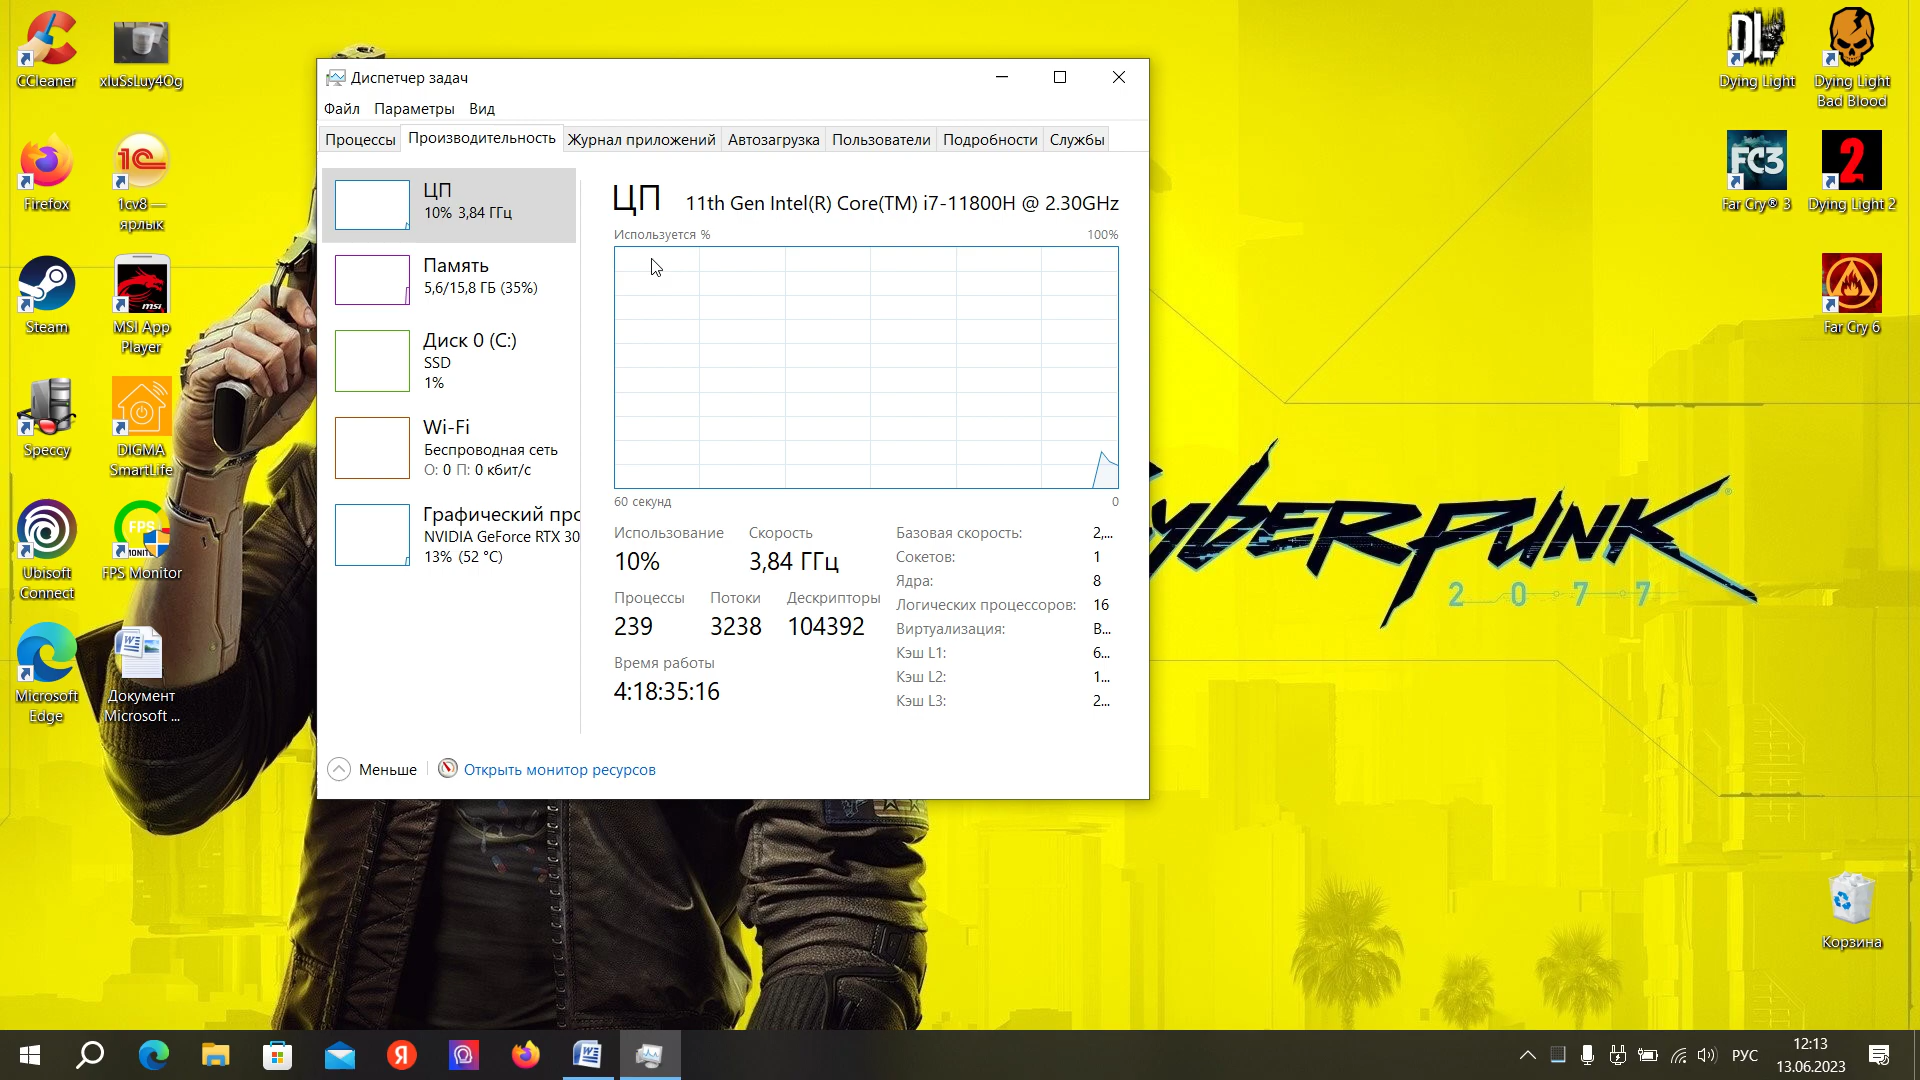 CCleaner
xIuSsLuy4Og
Firefox
1cv8 —
ярлык
Steam
MSI App
Player
Speccy
DIGMA
SmartLife
Ubisoft
Connect
FPS Monitor
Microsoft
Edge
Документ
Microsoft ...
Диспетчер задач
Файл Параметры Вид
Процессы Производительность Журнал приложений Автозагрузка Пользователи Подробности Службы
ЦП
10% 3,84 ГГц
Память
5,6/15,8 ГБ (35%)
Диск 0 (C:)
SSD
1%
Wi-Fi
Беспроводная сеть
О: 0 П: 0 кбит/с
Графический прс
NVIDIA GeForce RTX 30
13% (52 °C)
ЦП 11th Gen Intel(R) Core(TM) i7-11800H @ 2.30GHz
Используется % 100%
60 секунд 0
Использование Скорость
10% 3,84 ГГц
Процессы Потоки Дескрипторы
239 3238 104392
Время работы
4:18:35:16
Базовая скорость: 2,...
Сокетов: 1
Ядра: 8
Логических процессоров: 16
Виртуализация: В...
Кэш L1: 6...
Кэш L2: 1...
Кэш L3: 2...
Меньше Открыть монитор ресурсов
Dying Light
Dying Light
Bad Blood
Far Cry® 3
Dying Light 2
Far Cry 6
Cyberpunk
2077
Корзина
РУС
12:13
13.06.2023